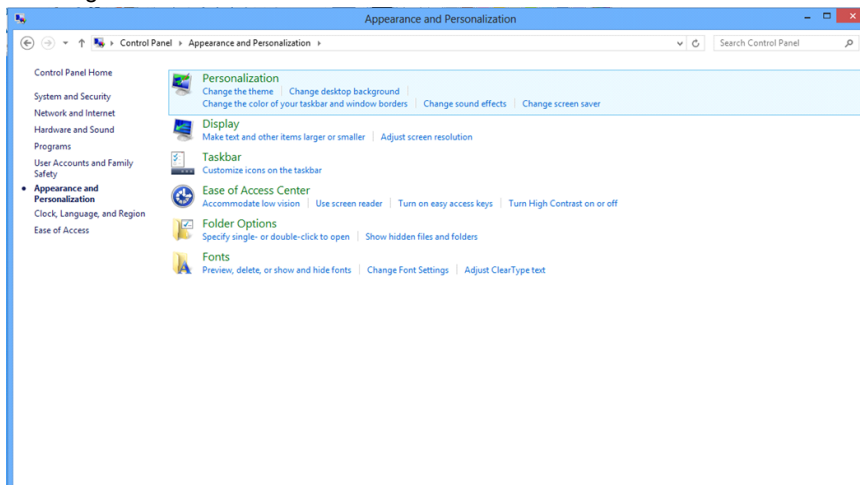 Appearance and Personalization
Control Panel
Appearance and Personalization
Search Control Panel
Control Panel Home
System and Security
Network and Internet
Hardware and Sound
Programs
User Accounts and Family
Safety
Appearance and
Personalization
Clock, Language, and Region
Ease of Access
Personalization
Change the theme
Change desktop background
Change the color of your taskbar and window borders
Change sound effects
Change screen saver
Display
Make text and other items larger or smaller
Adjust screen resolution
Taskbar
Customize icons on the taskbar
Ease of Access Center
Accommodate low vision
Use screen reader
Turn on easy access keys
Turn High Contrast on or off
Folder Options
Specify single- or double-click to open
Show hidden files and folders
Fonts
Preview, delete, or show and hide fonts
Change Font Settings
Adjust ClearType text